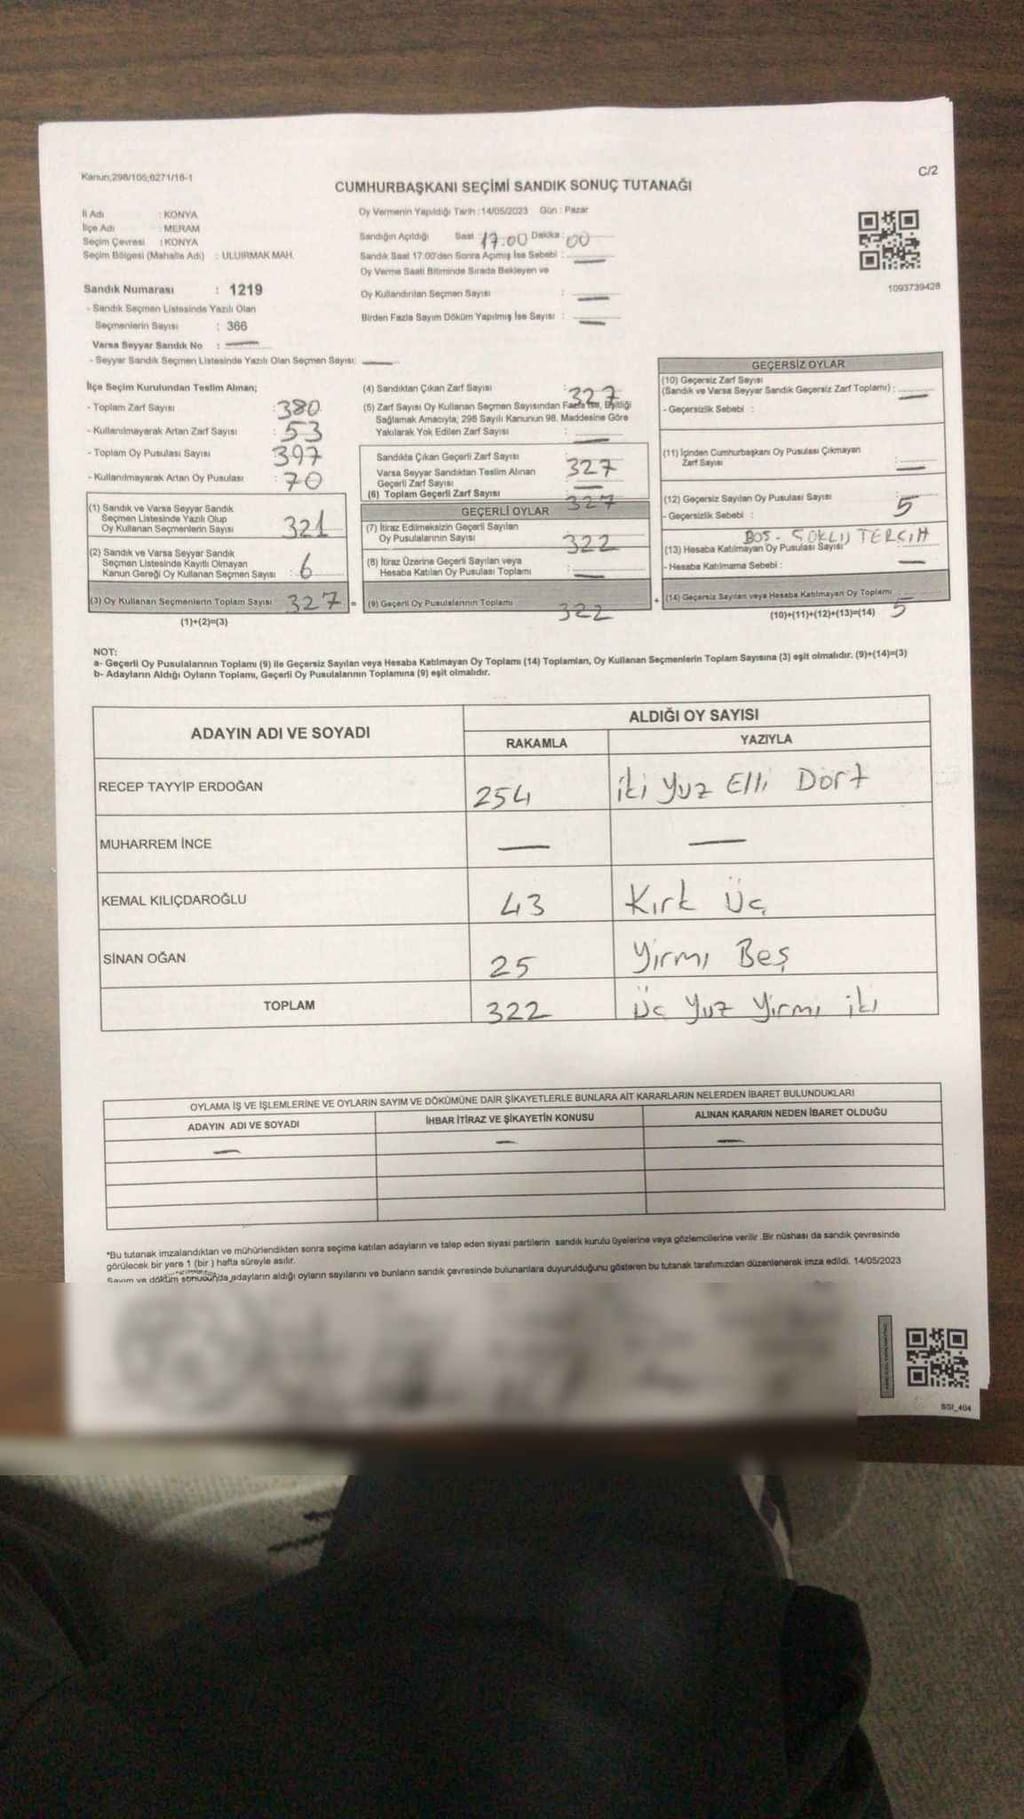 Kanun:298/105;6271/16-1
C/2
CUMHURBAŞKANI SEÇİMİ SANDIK SONUÇ TUTANAĞI
İl Adı : KONYA
İlçe Adı : MERAM
Seçim Çevresi : KONYA
Seçim Bölgesi (Mahalle Adı) : ULUIRMAK MAH.
Sandık Numarası : 1219
- Sandık Seçmen Listesinde Yazılı Olan
Seçmenlerin Sayısı : 366
Varsa Seyyar Sandık No : —
- Seyyar Sandık Seçmen Listesinde Yazılı Olan Seçmen Sayısı: —
Oy Vermenin Yapıldığı Tarih : 14/05/2023 Gün : Pazar
Sandığın Açıldığı Saat : 17.00 Dakika : 00
Sandık Saat 17.00'den Sonra Açılmış İse Sebebi : —
Oy Verme Saati Bitiminde Sırada Bekleyen ve
Oy Kullandırılan Seçmen Sayısı : —
Birden Fazla Sayım Döküm Yapılmış İse Sayısı : —
1093739428
İlçe Seçim Kurulundan Teslim Alınan;
- Toplam Zarf Sayısı : 380
- Kullanılmayarak Artan Zarf Sayısı : 53
- Toplam Oy Pusulası Sayısı : 397
- Kullanılmayarak Artan Oy Pusulası : 70
(1) Sandık ve Varsa Seyyar Sandık
Seçmen Listesinde Yazılı Olup
Oy Kullanan Seçmenlerin Sayısı : 321
(2) Sandık ve Varsa Seyyar Sandık
Seçmen Listesinde Kayıtlı Olmayan
Kanun Gereği Oy Kullanan Seçmen Sayısı : 6
(3) Oy Kullanan Seçmenlerin Toplam Sayısı : 327 =
(1)+(2)=(3)
(4) Sandıktan Çıkan Zarf Sayısı : 327
(5) Zarf Sayısı Oy Kullanan Seçmen Sayısından Fazla İse, Eşitliği
Sağlamak Amacıyla, 298 Sayılı Kanunun 98. Maddesine Göre
Yakılarak Yok Edilen Zarf Sayısı : —
Sandıkta Çıkan Geçerli Zarf Sayısı : 327
Varsa Seyyar Sandıktan Teslim Alınan
Geçerli Zarf Sayısı : —
(6) Toplam Geçerli Zarf Sayısı : 327
GEÇERLİ OYLAR
(7) İtiraz Edilmeksizin Geçerli Sayılan
Oy Pusulalarının Sayısı : 322
(8) İtiraz Üzerine Geçerli Sayılan veya
Hesaba Katılan Oy Pusulası Toplamı : —
(9) Geçerli Oy Pusulalarının Toplamı : 322 +
GEÇERSİZ OYLAR
(10) Geçersiz Zarf Sayısı
(Sandık ve Varsa Seyyar Sandık Geçersiz Zarf Toplamı) : —
- Geçersizlik Sebebi :
(11) İçinden Cumhurbaşkanı Oy Pusulası Çıkmayan
Zarf Sayısı : —
(12) Geçersiz Sayılan Oy Pusulası Sayısı : 5
- Geçersizlik Sebebi : BOŞ -
TERCİH
(13) Hesaba Katılmayan Oy Pusulası Sayısı : —
- Hesaba Katılmama Sebebi :
(14) Geçersiz Sayılan veya Hesaba Katılmayan Oy Toplamı : 5
(10)+(11)+(12)+(13)=(14)
NOT:
a- Geçerli Oy Pusulalarının Toplamı (9) ile Geçersiz Sayılan veya Hesaba Katılmayan Oy Toplamı (14) Toplamları, Oy Kullanan Seçmenlerin Toplam Sayısına (3) eşit olmalıdır. (9)+(14)=(3)
b- Adayların Aldığı Oyların Toplamı, Geçerli Oy Pusulalarının Toplamına (9) eşit olmalıdır.
ADAYIN ADI VE SOYADI
ALDIĞI OY SAYISI
RAKAMLA YAZIYLA
RECEP TAYYİP ERDOĞAN 254 iki yuz Elli Dört
MUHARREM İNCE — —
KEMAL KILIÇDAROĞLU 43 Kırk Üç
SİNAN OĞAN 25 Yirmi Beş
TOPLAM 322 üç yuz yirmi iki
OYLAMA İŞ VE İŞLEMLERİNE VE OYLARIN SAYIM VE DÖKÜMÜNE DAİR ŞİKAYETLERLE BUNLARA AİT KARARLARIN NELERDEN İBARET BULUNDUKLARI
ADAYIN ADI VE SOYADI İHBAR İTİRAZ VE ŞİKAYETİN KONUSU ALINAN KARARIN NEDEN İBARET OLDUĞU
— — —
*Bu tutanak imzalandıktan ve mühürlendikten sonra seçime katılan adayların ve talep eden siyasi partilerin sandık kurulu üyelerine veya gözlemcilerine verilir. Bir nüshası da sandık çevresinde
görülecek bir yere 1 (bir) hafta süreyle asılır.
Sayım ve döküm sonucunda adayların aldığı oyların sayılarını ve bunların sandık çevresinde bulunanlara duyurulduğunu gösteren bu tutanak tarafımızdan düzenlenerek imza edildi. 14/05/2023
SSI_404